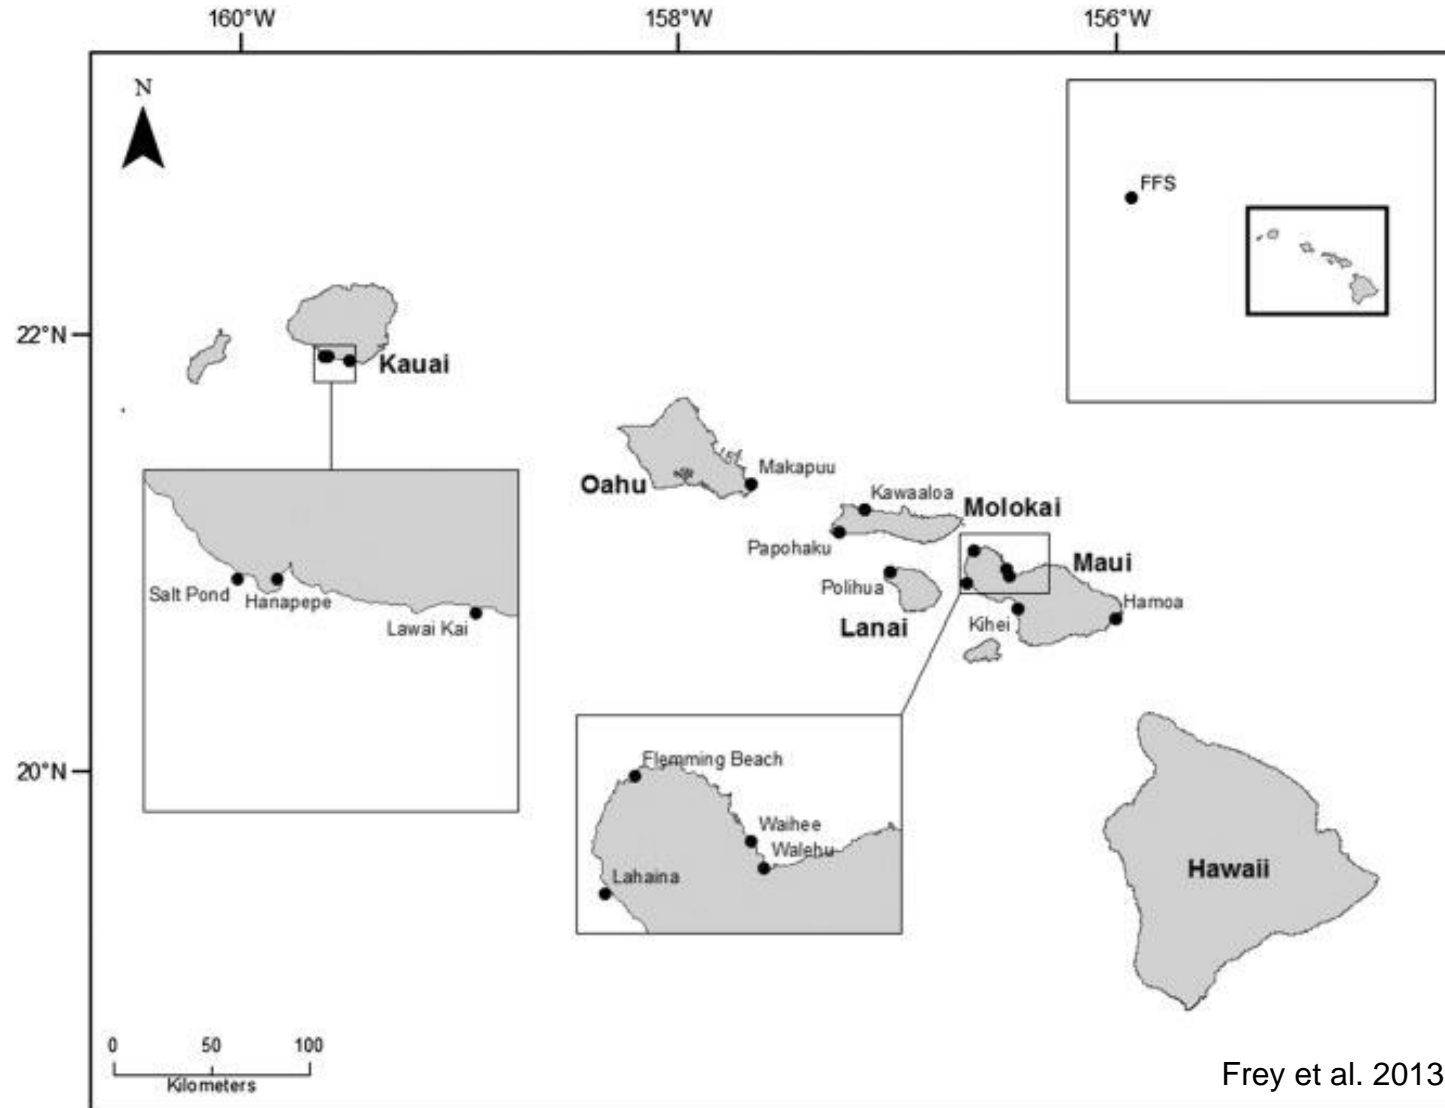 160°W
158°W
156°W
N
FFS
22°N
Kauai
Makapuu
Oahu
Kawaaloa
Molokai
Papohaku
Maui
Polihua
Hamoa
Lanai
Kihei
Salt Pond
Hanapepe
Lawai Kai
20°N
Flemming Beach
Waihee
Walehu
Lahaina
Hawaii
0 50 100
Kilometers
Frey et al. 2013